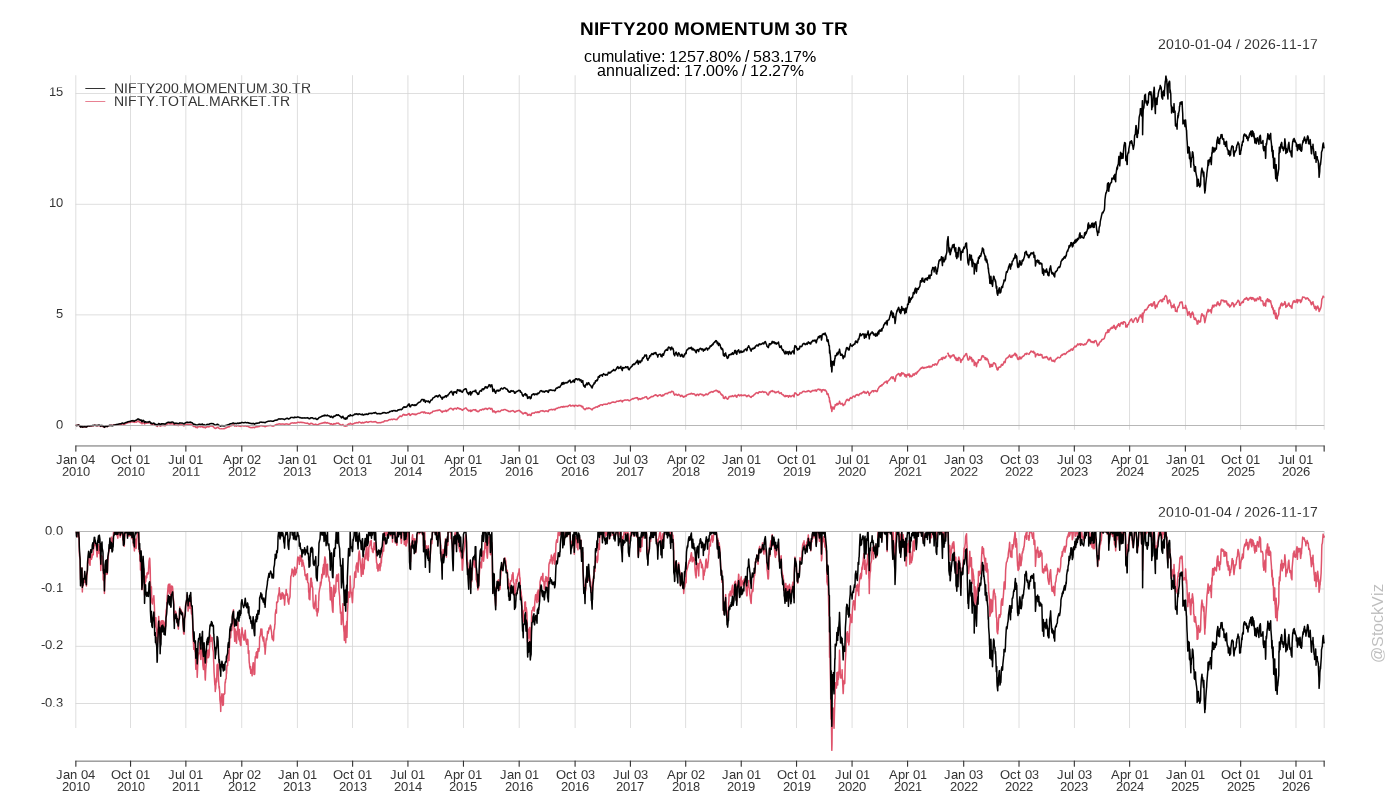 NIFTY200 MOMENTUM 30 TR
cumulative: 1257.80% / 583.17%
annualized: 17.00% / 12.27%
2010-01-04 / 2026-11-17
NIFTY200.MOMENTUM.30.TR
NIFTY.TOTAL.MARKET.TR
15
10
5
0
Jan 04 Oct 01 Jul 01 Apr 02 Jan 01 Oct 01 Jul 01 Apr 01 Jan 01 Oct 03 Jul 03 Apr 02 Jan 01 Oct 01 Jul 01 Apr 01 Jan 03 Oct 03 Jul 03 Apr 01 Jan 01 Oct 01 Jul 01
2010 2010 2011 2012 2013 2013 2014 2015 2016 2016 2017 2018 2019 2019 2020 2021 2022 2022 2023 2024 2025 2025 2026
2010-01-04 / 2026-11-17
0.0
-0.1
-0.2
-0.3
Jan 04 Oct 01 Jul 01 Apr 02 Jan 01 Oct 01 Jul 01 Apr 01 Jan 01 Oct 03 Jul 03 Apr 02 Jan 01 Oct 01 Jul 01 Apr 01 Jan 03 Oct 03 Jul 03 Apr 01 Jan 01 Oct 01 Jul 01
2010 2010 2011 2012 2013 2013 2014 2015 2016 2016 2017 2018 2019 2019 2020 2021 2022 2022 2023 2024 2025 2025 2026
@StockViz